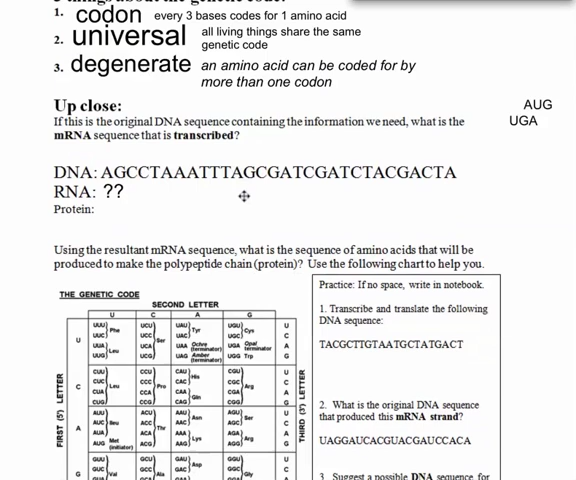 3 things about the genetic code:
1. codon every 3 bases codes for 1 amino acid
2. universal all living things share the same
genetic code
3. degenerate an amino acid can be coded for by
more than one codon
Up close:
AUG
If this is the original DNA sequence containing the information we need, what is the
UGA
mRNA sequence that is transcribed?
DNA: AGCCTAAATTTAGCGATCGATCTACGACTA
RNA: ??
Protein:
Using the resultant mRNA sequence, what is the sequence of amino acids that will be
produced to make the polypeptide chain (protein)? Use the following chart to help you.
Practice: If no space, write in notebook.
1. Transcribe and translate the following
DNA sequence:
TACGCTTGTAATGCTATGACT
2. What is the original DNA sequence
that produced this mRNA strand?
UAGGAUCACGUACGAUCCACA
3 Suggest a possible DNA sequence for
THE GENETIC CODE
SECOND LETTER
U C A G
FIRST (5') LETTER
THIRD (3') LETTER
U
UUU Phe UCU Ser UAU Tyr UGU Cys U
UUC UCC UAC UGC C
UUA Leu UCA UAA Ochre (terminator) UGA Opal terminator A
UUG UCG UAG Amber (terminator) UGG Trp G
C
CUU Leu CCU Pro CAU His CGU Arg U
CUC CCC CAC CGC C
CUA CCA CAA Gln CGA A
CUG CCG CAG CGG G
A
AUU Ileu ACU Thr AAU Asn AGU Ser U
AUC ACC AAC AGC C
AUA ACA AAA Lys AGA Arg A
AUG Met (initiator) ACG AAG AGG G
G
GUU Val GCU Ala GAU Asp GGU Gly U
GUC GCC GAC GGC C